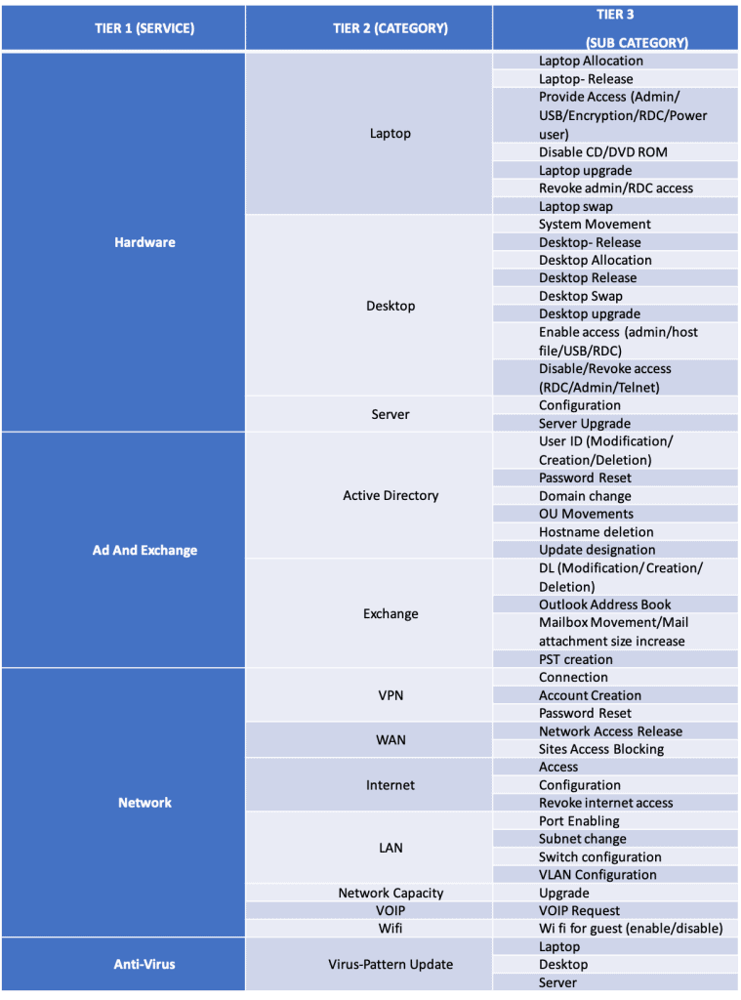 TIER 1 (SERVICE)
TIER 2 (CATEGORY)
TIER 3
(SUB CATEGORY)
Hardware
Laptop
Laptop Allocation
Laptop- Release
Provide Access (Admin/
USB/Encryption/RDC/Power
user)
Disable CD/DVD ROM
Laptop upgrade
Revoke admin/RDC access
Laptop swap
Desktop
System Movement
Desktop- Release
Desktop Allocation
Desktop Release
Desktop Swap
Desktop upgrade
Enable access (admin/host
file/USB/RDC)
Disable/Revoke access
(RDC/Admin/Telnet)
Server
Configuration
Server Upgrade
Ad And Exchange
Active Directory
User ID (Modification/
Creation/Deletion)
Password Reset
Domain change
OU Movements
Hostname deletion
Update designation
Exchange
DL (Modification/Creation/
Deletion)
Outlook Address Book
Mailbox Movement/Mail
attachment size increase
PST creation
Network
VPN
Connection
Account Creation
Password Reset
WAN
Network Access Release
Sites Access Blocking
Internet
Access
Configuration
Revoke internet access
LAN
Port Enabling
Subnet change
Switch configuration
VLAN Configuration
Network Capacity
Upgrade
VOIP
VOIP Request
Wifi
Wi fi for guest (enable/disable)
Anti-Virus
Virus-Pattern Update
Laptop
Desktop
Server